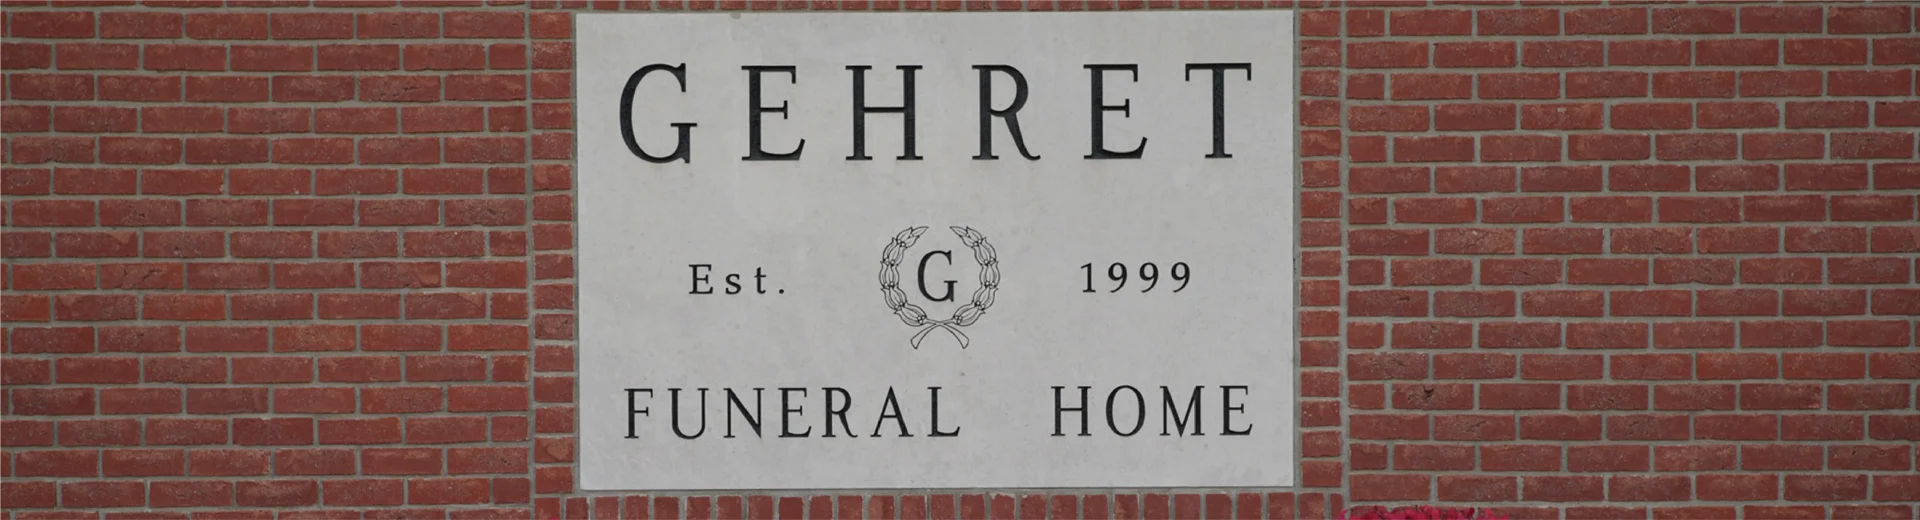 GEHRET
Est. G 1999
FUNERAL HOME